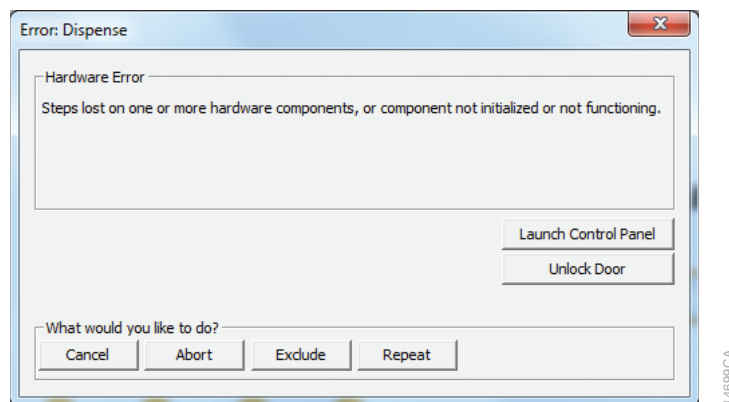 Error: Dispense
Hardware Error
Steps lost on one or more hardware components, or component not initialized or not functioning.
Launch Control Panel
Unlock Door
What would you like to do?
Cancel
Abort
Exclude
Repeat